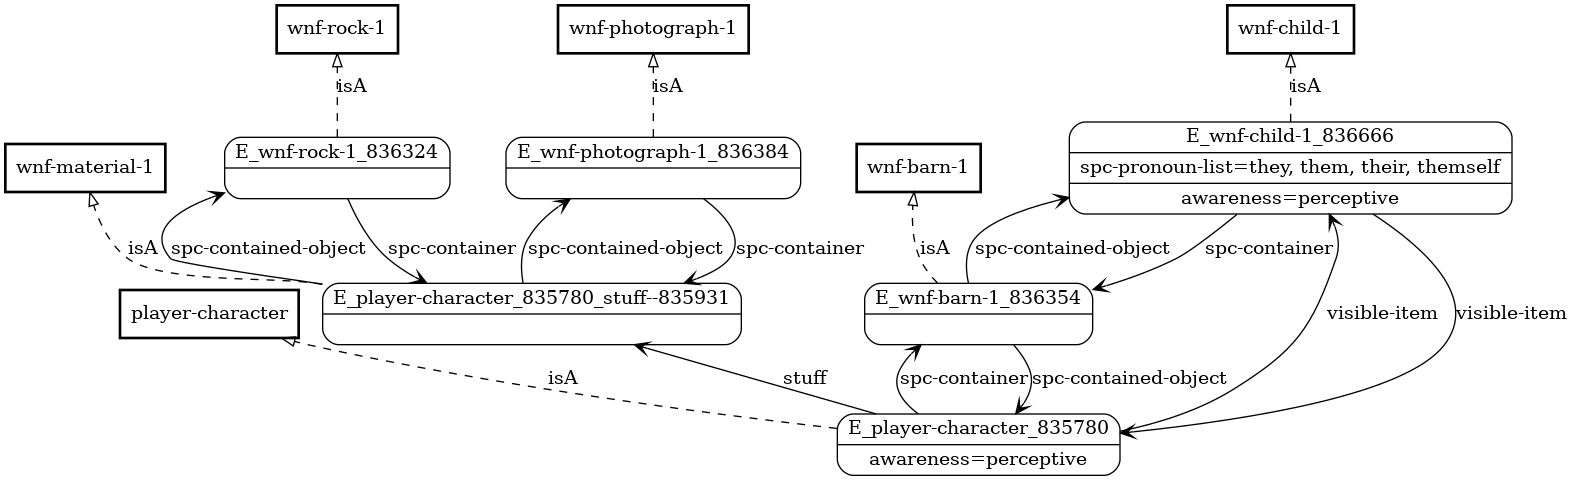 wnf-rock-1
wnf-photograph-1
wnf-child-1
isA
isA
isA
wnf-material-1
E_wnf-rock-1_836324
E_wnf-photograph-1_836384
wnf-barn-1
E_wnf-child-1_836666
spc-pronoun-list=they, them, their, themself
awareness=perceptive
isA
spc-contained-object
spc-container
spc-contained-object
spc-container
isA
spc-contained-object
spc-container
player-character
E_player-character_835780_stuff--835931
E_wnf-barn-1_836354
visible-item
visible-item
isA
stuff
spc-container
spc-contained-object
E_player-character_835780
awareness=perceptive